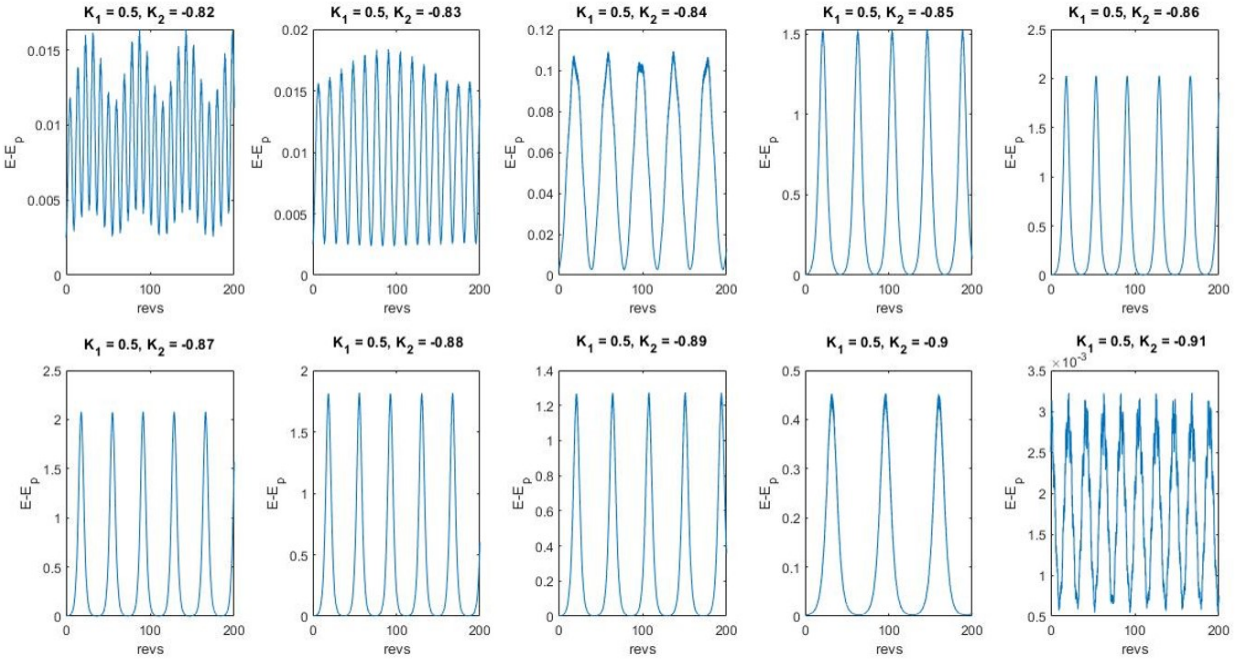 K₁ = 0.5, K₂ = -0.82
0.015
0.01
0.005
0
E-Eₚ
0 100 200
revs
K₁ = 0.5, K₂ = -0.83
0.02
0.015
0.01
0.005
0
E-Eₚ
0 100 200
revs
K₁ = 0.5, K₂ = -0.84
0.12
0.1
0.08
0.06
0.04
0.02
0
E-Eₚ
0 100 200
revs
K₁ = 0.5, K₂ = -0.85
1.5
1
0.5
0
E-Eₚ
0 100 200
revs
K₁ = 0.5, K₂ = -0.86
2.5
2
1.5
1
0.5
0
E-Eₚ
0 100 200
revs
K₁ = 0.5, K₂ = -0.87
2.5
2
1.5
1
0.5
0
E-Eₚ
0 100 200
revs
K₁ = 0.5, K₂ = -0.88
2
1.5
1
0.5
0
E-Eₚ
0 100 200
revs
K₁ = 0.5, K₂ = -0.89
1.4
1.2
1
0.8
0.6
0.4
0.2
0
E-Eₚ
0 100 200
revs
K₁ = 0.5, K₂ = -0.9
0.5
0.4
0.3
0.2
0.1
0
E-Eₚ
0 100 200
revs
K₁ = 0.5, K₂ = -0.91
×10⁻³
3.5
3
2.5
2
1.5
1
0.5
E-Eₚ
0 100 200
revs